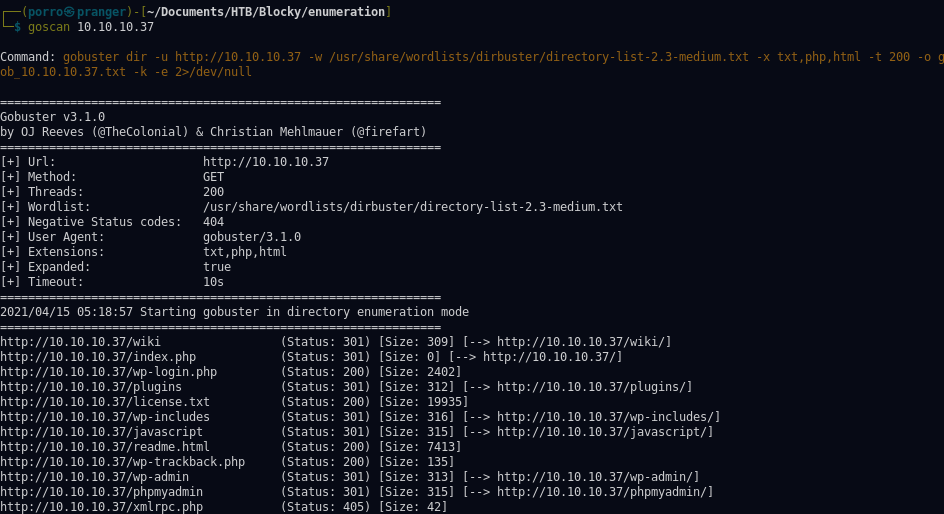 ┌──(porro㉿pranger)-[~/Documents/HTB/Blocky/enumeration]
└─$ goscan 10.10.10.37
Command: gobuster dir -u http://10.10.10.37 -w /usr/share/wordlists/dirbuster/directory-list-2.3-medium.txt -x txt,php,html -t 200 -o g
ob_10.10.10.37.txt -k -e 2>/dev/null
===============================================================
Gobuster v3.1.0
by OJ Reeves (@TheColonial) & Christian Mehlmauer (@firefart)
===============================================================
[+] Url:                     http://10.10.10.37
[+] Method:                  GET
[+] Threads:                 200
[+] Wordlist:                /usr/share/wordlists/dirbuster/directory-list-2.3-medium.txt
[+] Negative Status codes:   404
[+] User Agent:              gobuster/3.1.0
[+] Extensions:              txt,php,html
[+] Expanded:                true
[+] Timeout:                 10s
===============================================================
2021/04/15 05:18:57 Starting gobuster in directory enumeration mode
===============================================================
http://10.10.10.37/wiki                 (Status: 301) [Size: 309] [--> http://10.10.10.37/wiki/]
http://10.10.10.37/index.php            (Status: 301) [Size: 0] [--> http://10.10.10.37/]
http://10.10.10.37/wp-login.php         (Status: 200) [Size: 2402]
http://10.10.10.37/plugins              (Status: 301) [Size: 312] [--> http://10.10.10.37/plugins/]
http://10.10.10.37/license.txt          (Status: 200) [Size: 19935]
http://10.10.10.37/wp-includes          (Status: 301) [Size: 316] [--> http://10.10.10.37/wp-includes/]
http://10.10.10.37/javascript           (Status: 301) [Size: 315] [--> http://10.10.10.37/javascript/]
http://10.10.10.37/readme.html          (Status: 200) [Size: 7413]
http://10.10.10.37/wp-trackback.php     (Status: 200) [Size: 135]
http://10.10.10.37/wp-admin             (Status: 301) [Size: 313] [--> http://10.10.10.37/wp-admin/]
http://10.10.10.37/phpmyadmin           (Status: 301) [Size: 315] [--> http://10.10.10.37/phpmyadmin/]
http://10.10.10.37/xmlrpc.php           (Status: 405) [Size: 42]